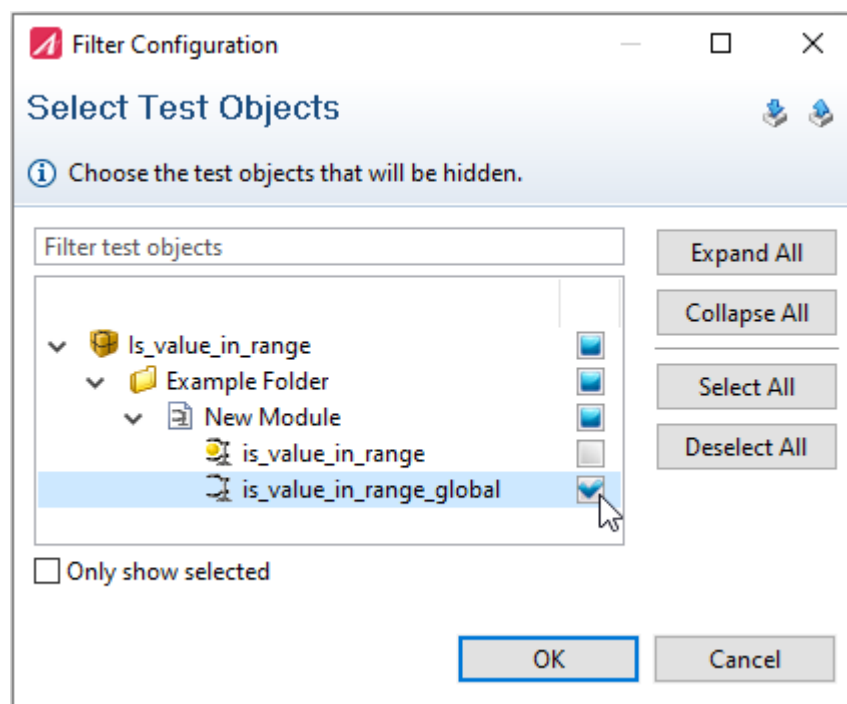 Filter Configuration
Select Test Objects
Choose the test objects that will be hidden.
Filter test objects
Expand All
Collapse All
Is_value_in_range
Example Folder
Select All
New Module
Deselect All
is_value_in_range
is_value_in_range_global
Only show selected
OK
Cancel